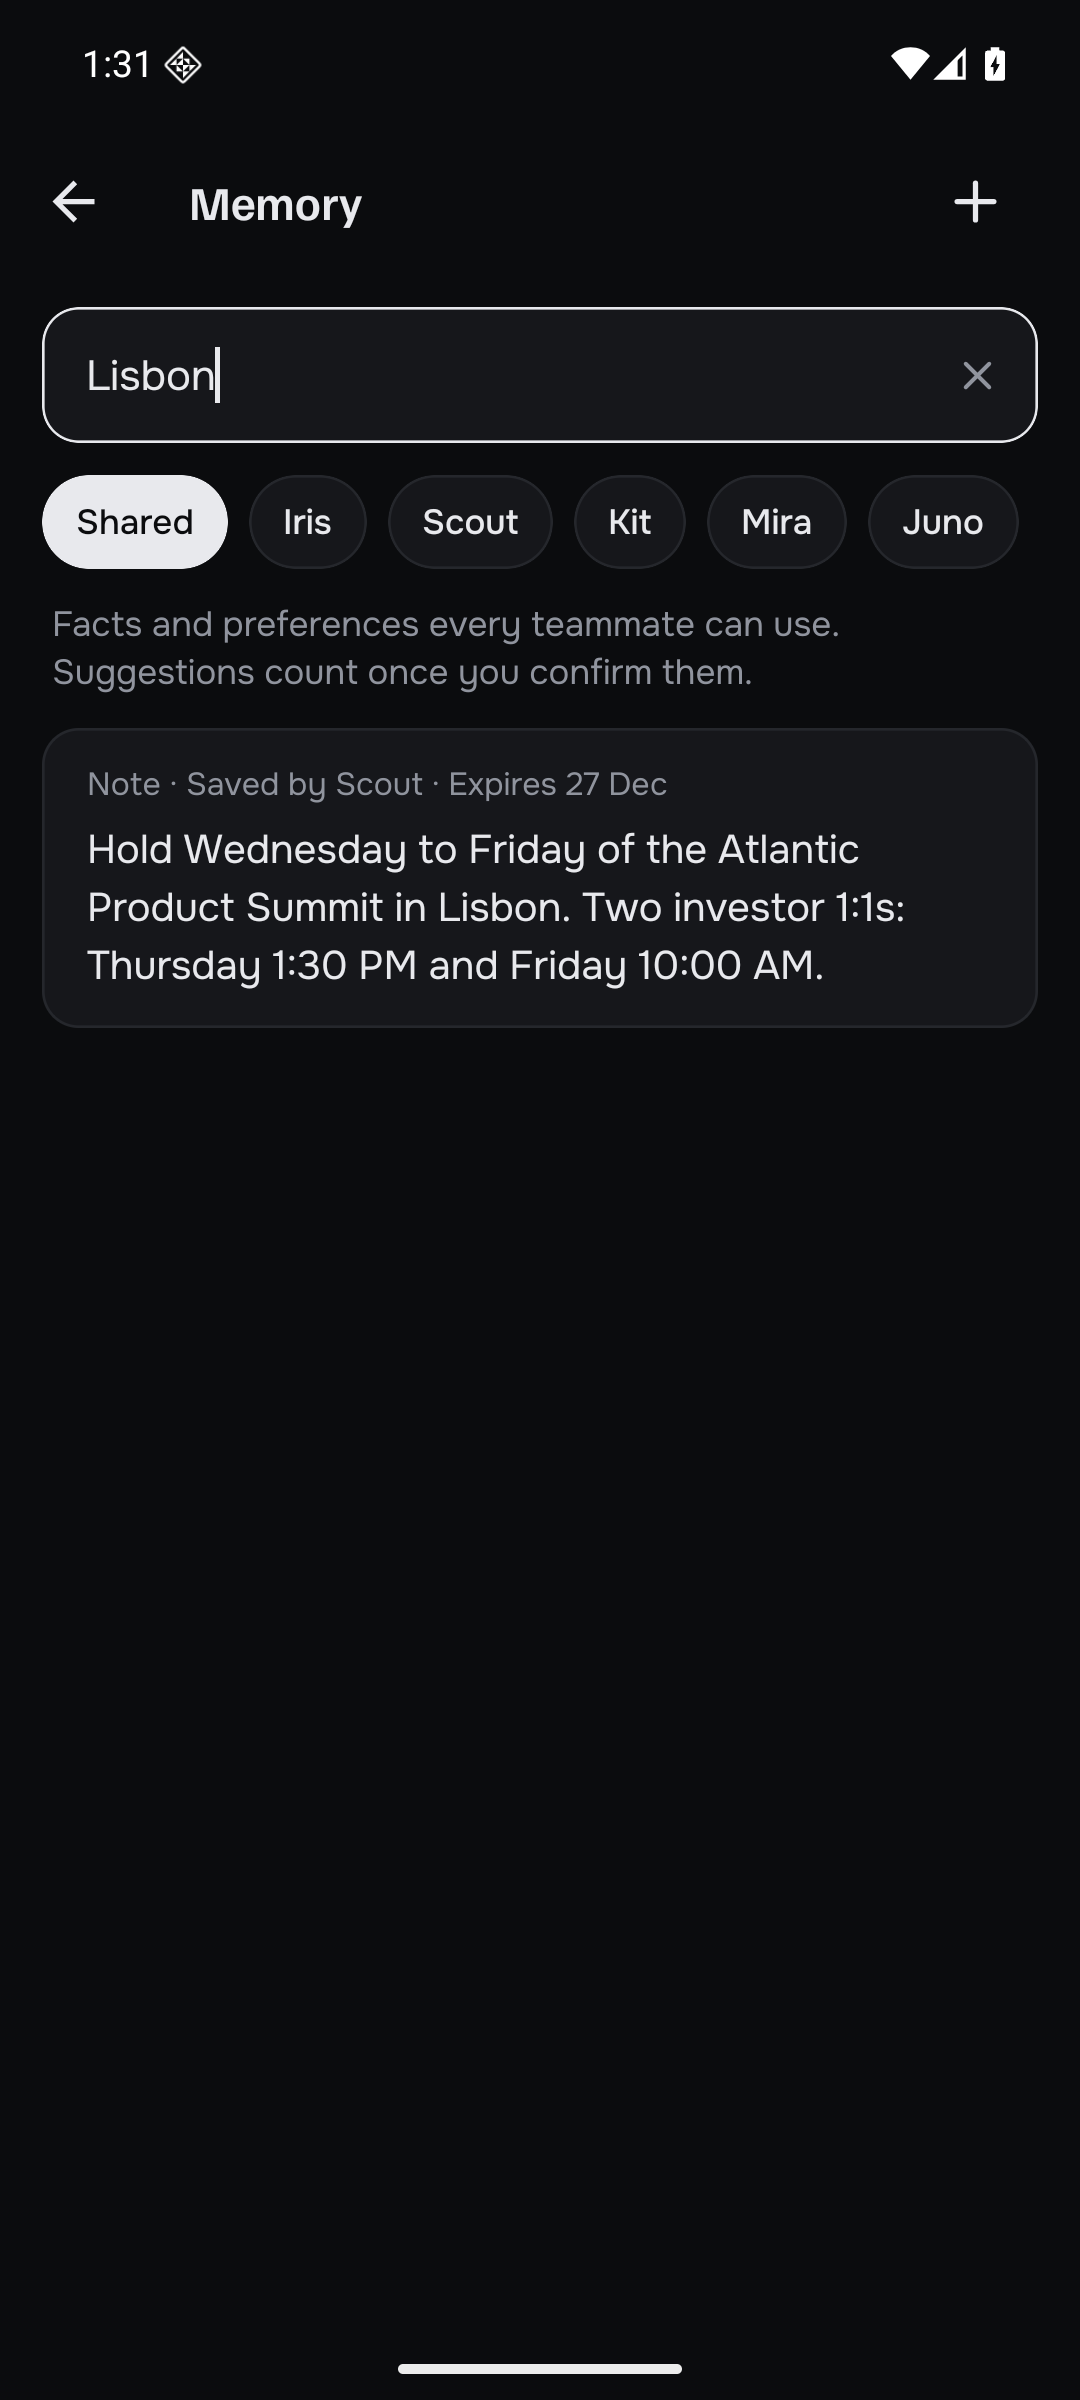 1:31
Memory
Lisbon
Shared Iris Scout Kit Mira Juno
Facts and preferences every teammate can use.
Suggestions count once you confirm them.
Note · Saved by Scout · Expires 27 Dec
Hold Wednesday to Friday of the Atlantic
Product Summit in Lisbon. Two investor 1:1s:
Thursday 1:30 PM and Friday 10:00 AM.